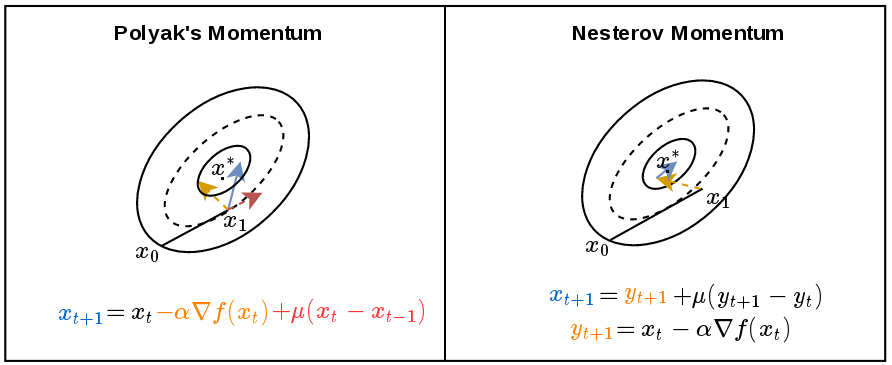 Polyak's Momentum
x*
x₁
x₀
xₜ₊₁ = xₜ −α∇f(xₜ) +μ(xₜ − xₜ₋₁)
Nesterov Momentum
x*
x₁
x₀
xₜ₊₁ = yₜ₊₁ +μ(yₜ₊₁ − yₜ)
yₜ₊₁ = xₜ − α∇f(xₜ)